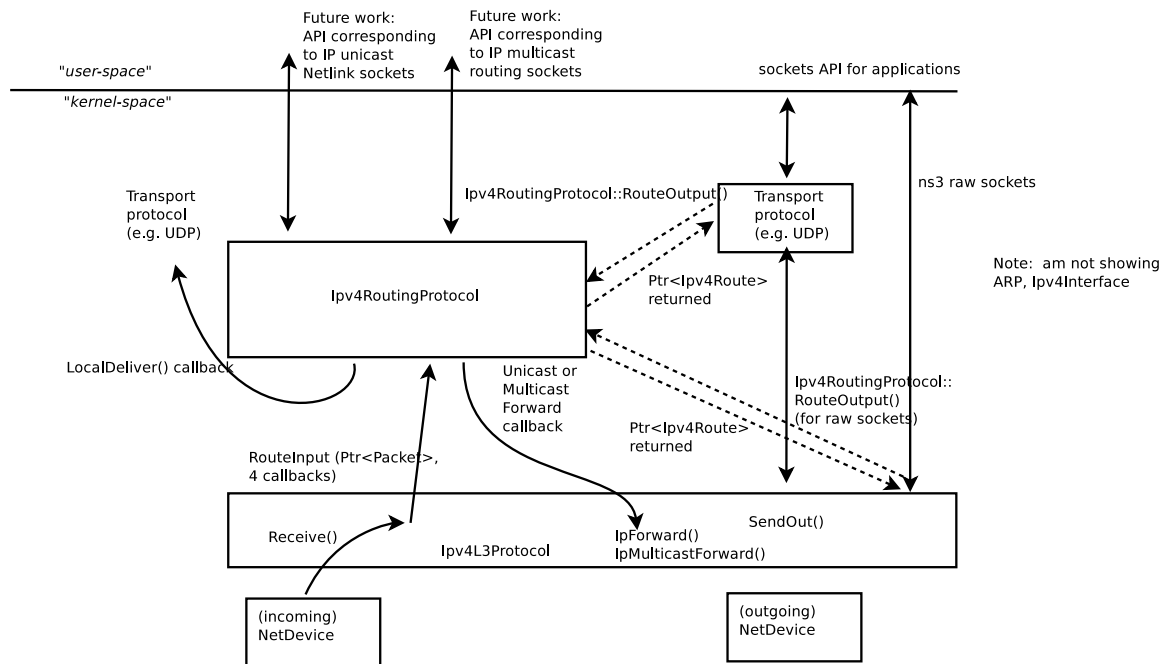 Future work:
API corresponding
to IP unicast
Netlink sockets
Future work:
API corresponding
to IP multicast
routing sockets
"user-space"
sockets API for applications
"kernel-space"
Transport
protocol
(e.g. UDP)
Ipv4RoutingProtocol::RouteOutput()
Transport
protocol
(e.g. UDP)
ns3 raw sockets
Note:  am not showing
ARP, Ipv4Interface
Ipv4RoutingProtocol
Ptr<Ipv4Route>
returned
LocalDeliver() callback
Unicast or
Multicast
Forward
callback
Ipv4RoutingProtocol::
RouteOutput()
(for raw sockets)
Ptr<Ipv4Route>
returned
RouteInput (Ptr<Packet>,
4 callbacks)
Receive()
Ipv4L3Protocol
IpForward()
IpMulticastForward()
SendOut()
(incoming)
NetDevice
(outgoing)
NetDevice